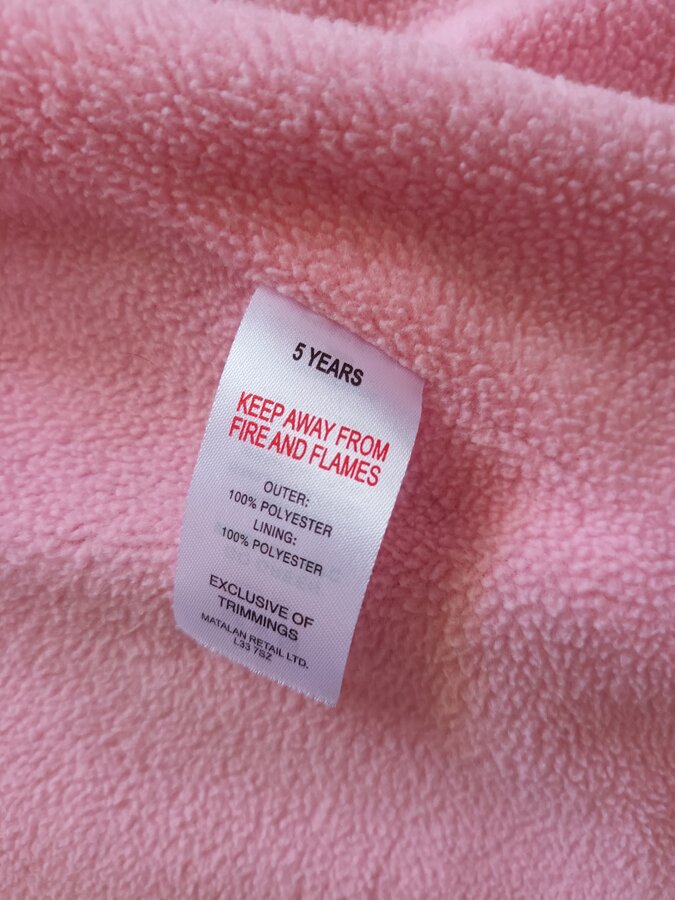 5 YEARS
KEEP AWAY FROM
FIRE AND FLAMES
OUTER:
100% POLYESTER
LINING:
100% POLYESTER
EXCLUSIVE OF
TRIMMINGS
MATALAN RETAIL LTD.
L33 7SZ